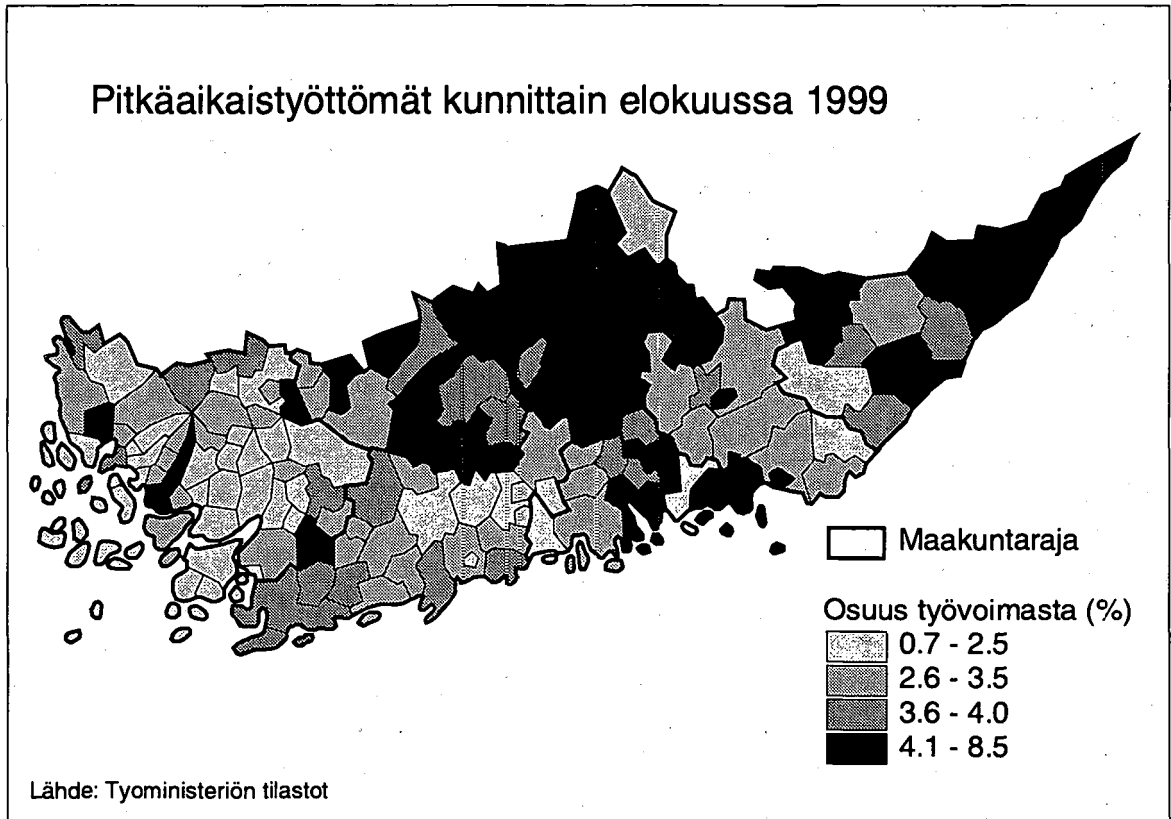 Pitkäaikaistyöttömät kunnittain elokuussa 1999
Maakuntaraja
Osuus työvoimasta (%)
0.7 - 2.5
2.6 - 3.5
3.6 - 4.0
4.1 - 8.5
Lähde: Tyoministeriön tilastot